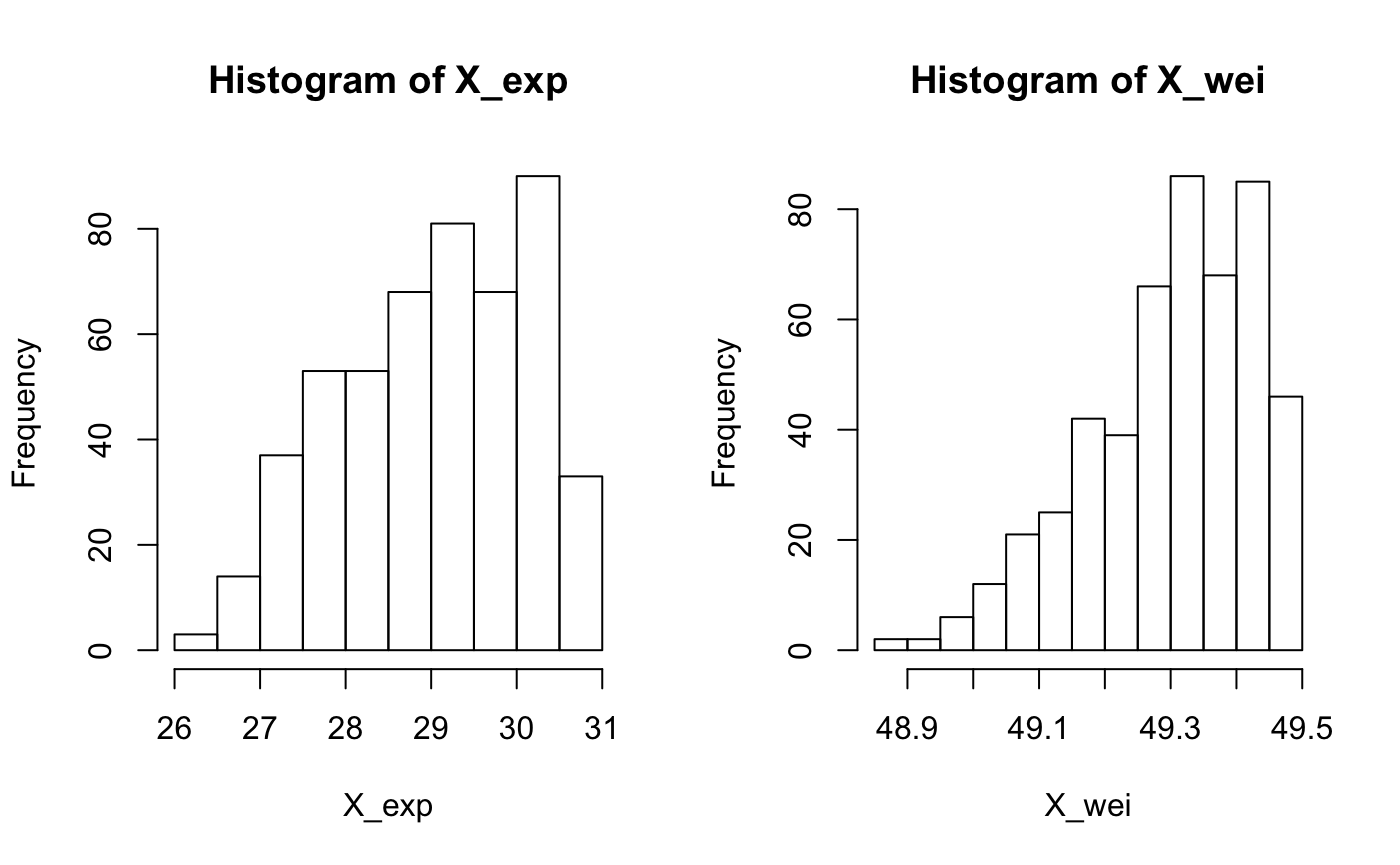 Histogram of X_exp
Frequency
0 20 40 60 80
26 27 28 29 30 31
X_exp
Histogram of X_wei
Frequency
0 20 40 60 80
48.9 49.1 49.3 49.5
X_wei